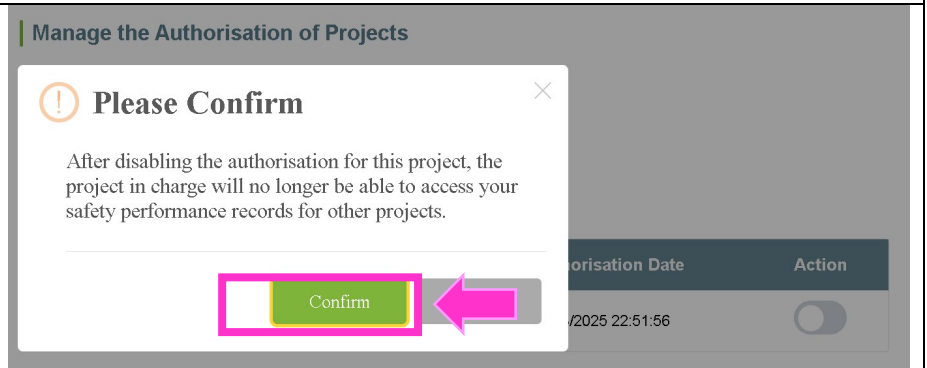 Manage the Authorisation of Projects
Please Confirm
After disabling the authorisation for this project, the
project in charge will no longer be able to access your
safety performance records for other projects.
Confirm
Date
Action
/2025 22:51:56